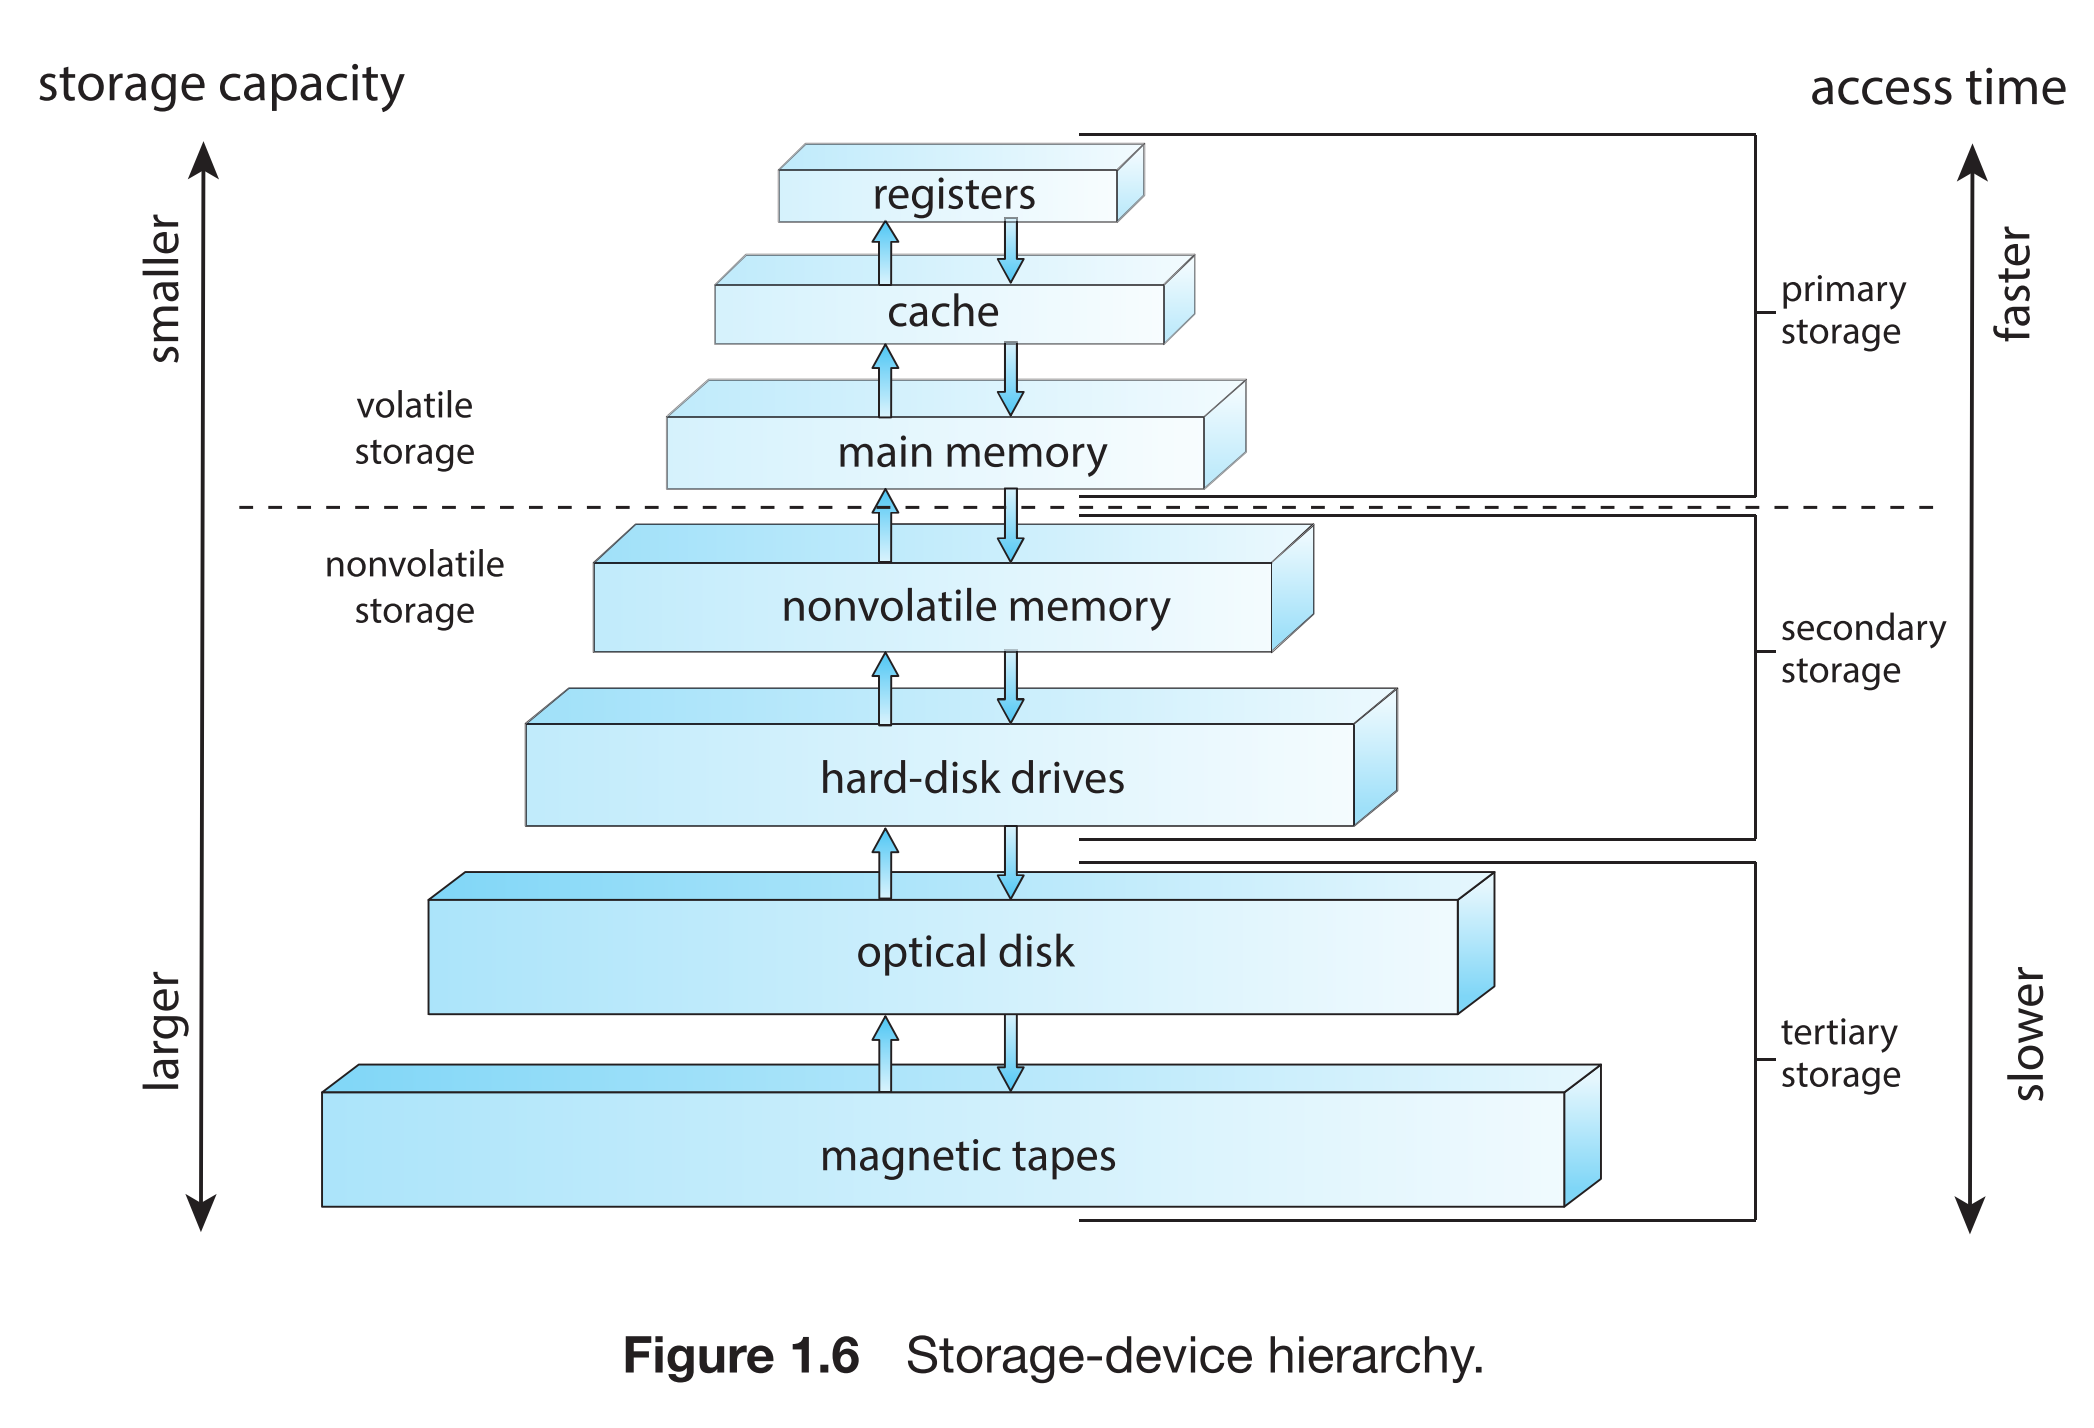 storage capacity
access time
smaller
larger
volatile
storage
nonvolatile
storage
registers
cache
main memory
nonvolatile memory
hard-disk drives
optical disk
magnetic tapes
primary
storage
secondary
storage
tertiary
storage
faster
slower
Figure 1.6 Storage-device hierarchy.